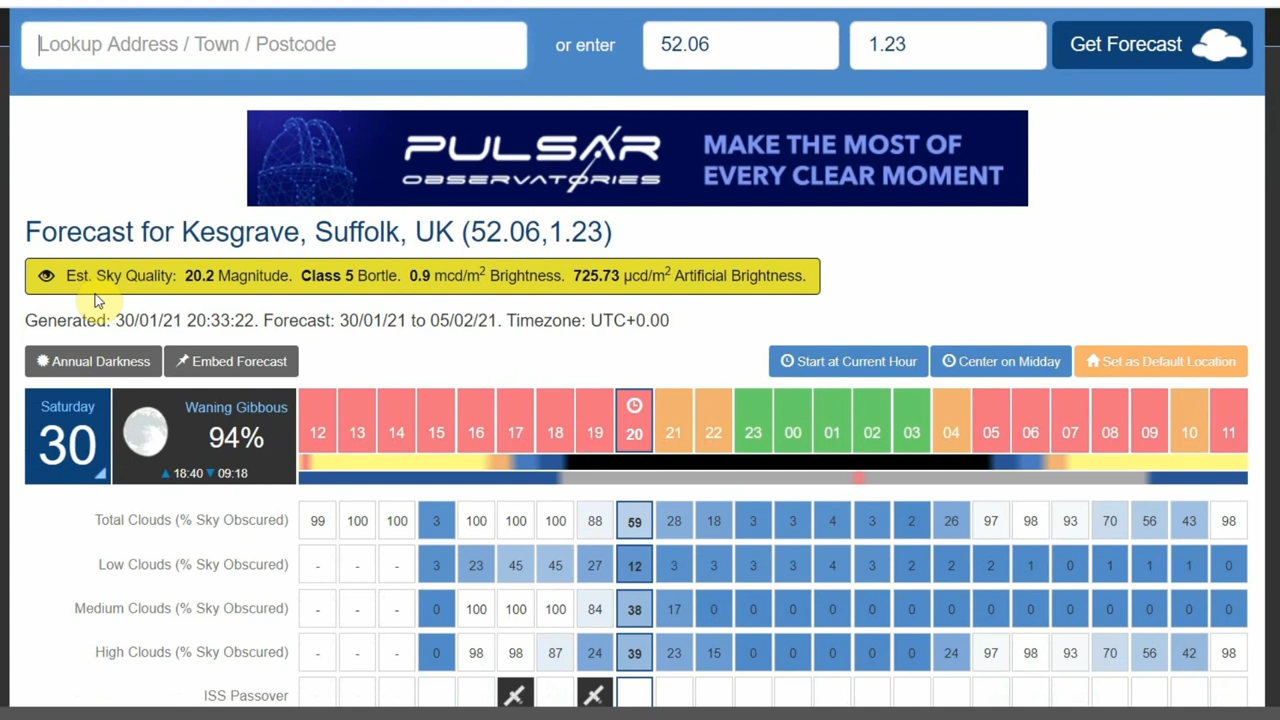 Lookup Address / Town / Postcode or enter 52.06 1.23 Get Forecast
PULSAR
OBSERVATORIES
MAKE THE MOST OF
EVERY CLEAR MOMENT
Forecast for Kesgrave, Suffolk, UK (52.06,1.23)
Est. Sky Quality: 20.2 Magnitude. Class 5 Bortle. 0.9 mcd/m² Brightness. 725.73 μcd/m² Artificial Brightness.
Generated: 30/01/21 20:33:22. Forecast: 30/01/21 to 05/02/21. Timezone: UTC+0.00
Annual Darkness Embed Forecast Start at Current Hour Center on Midday Set as Default Location
Saturday
30
Waning Gibbous
94%
18:40 09:18
12 13 14 15 16 17 18 19 20 21 22 23 00 01 02 03 04 05 06 07 08 09 10 11
Total Clouds (% Sky Obscured) 99 100 100 3 100 100 100 88 59 28 18 3 3 4 3 2 26 97 98 93 70 56 43 98
Low Clouds (% Sky Obscured) - - - 3 23 45 45 27 12 3 3 3 3 4 3 2 2 2 1 0 1 1 1 0
Medium Clouds (% Sky Obscured) - - - 0 100 100 100 84 38 17 0 0 0 0 0 0 0 0 0 0 0 0 0 0
High Clouds (% Sky Obscured) - - - 0 98 98 87 24 39 23 15 0 0 0 0 0 24 97 98 93 70 56 42 98
ISS Passover